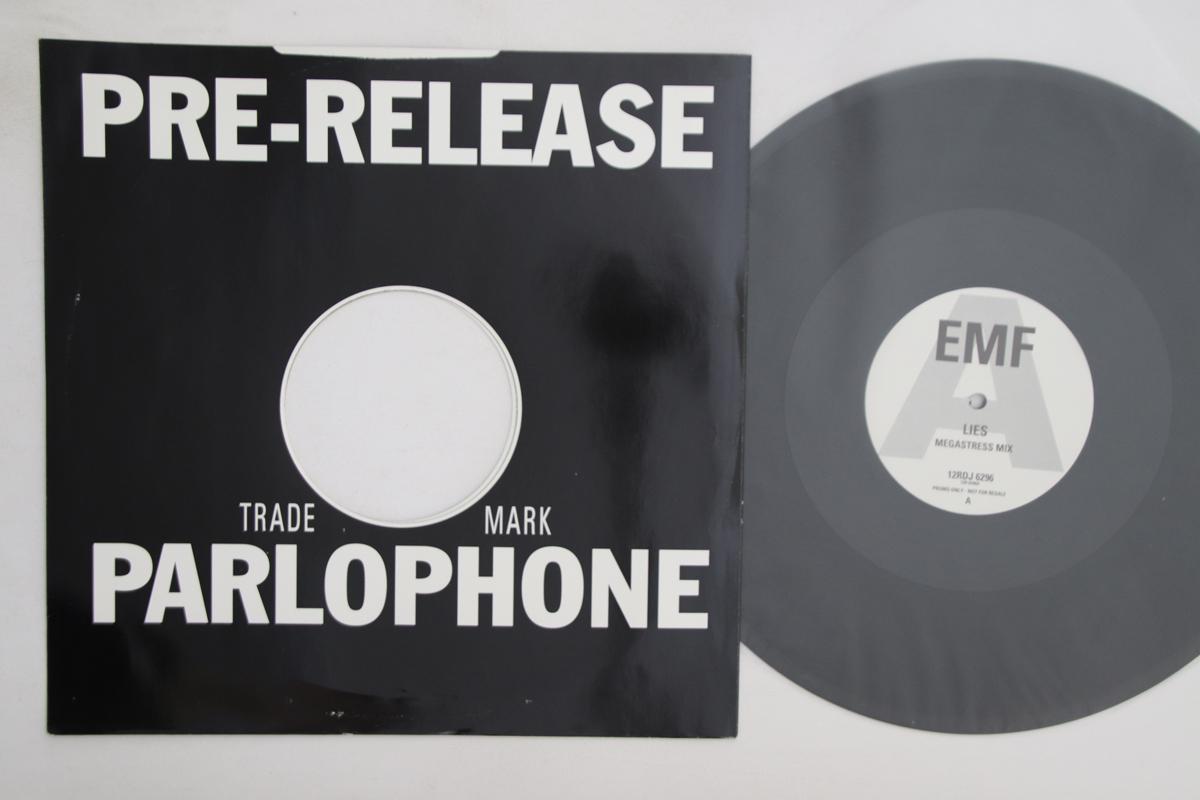 PRE-RELEASE
TRADE MARK
PARLOPHONE
A
EMF
LIES
MEGASTRESS MIX
12RDJ 6296
PROMO ONLY - NOT FOR RESALE
A